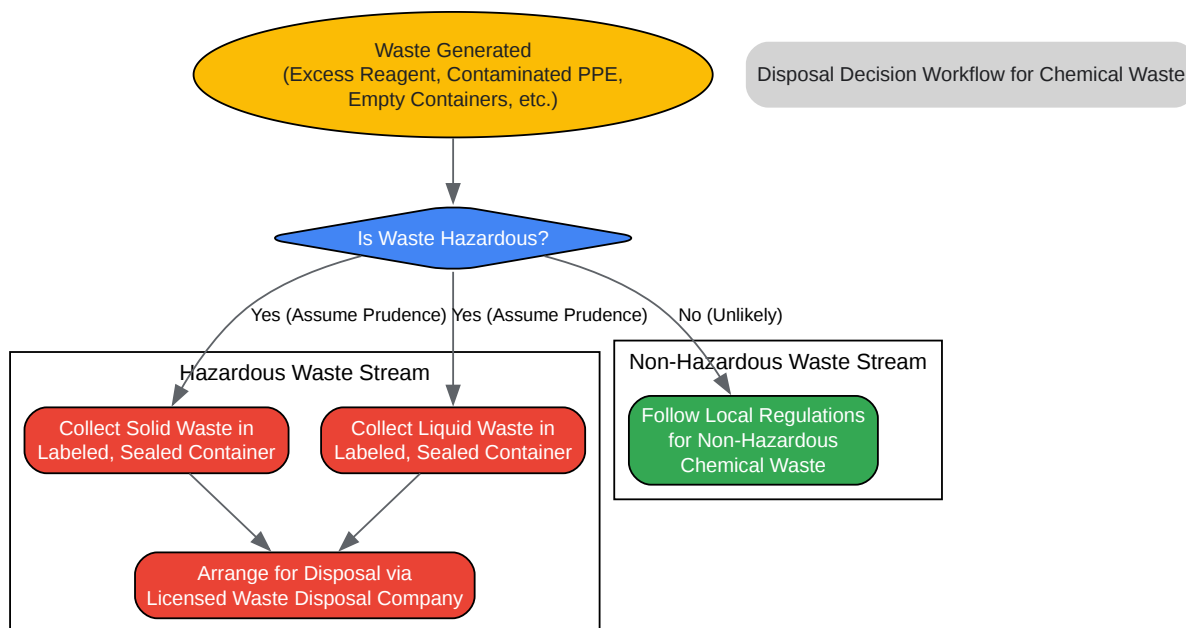 Waste Generated
(Excess Reagent, Contaminated PPE,
Empty Containers, etc.)
Disposal Decision Workflow for Chemical Waste
Is Waste Hazardous?
Yes (Assume Prudence)
Yes (Assume Prudence)
No (Unlikely)
Hazardous Waste Stream
Non-Hazardous Waste Stream
Collect Solid Waste in
Labeled, Sealed Container
Collect Liquid Waste in
Labeled, Sealed Container
Follow Local Regulations
for Non-Hazardous
Chemical Waste
Arrange for Disposal via
Licensed Waste Disposal Company